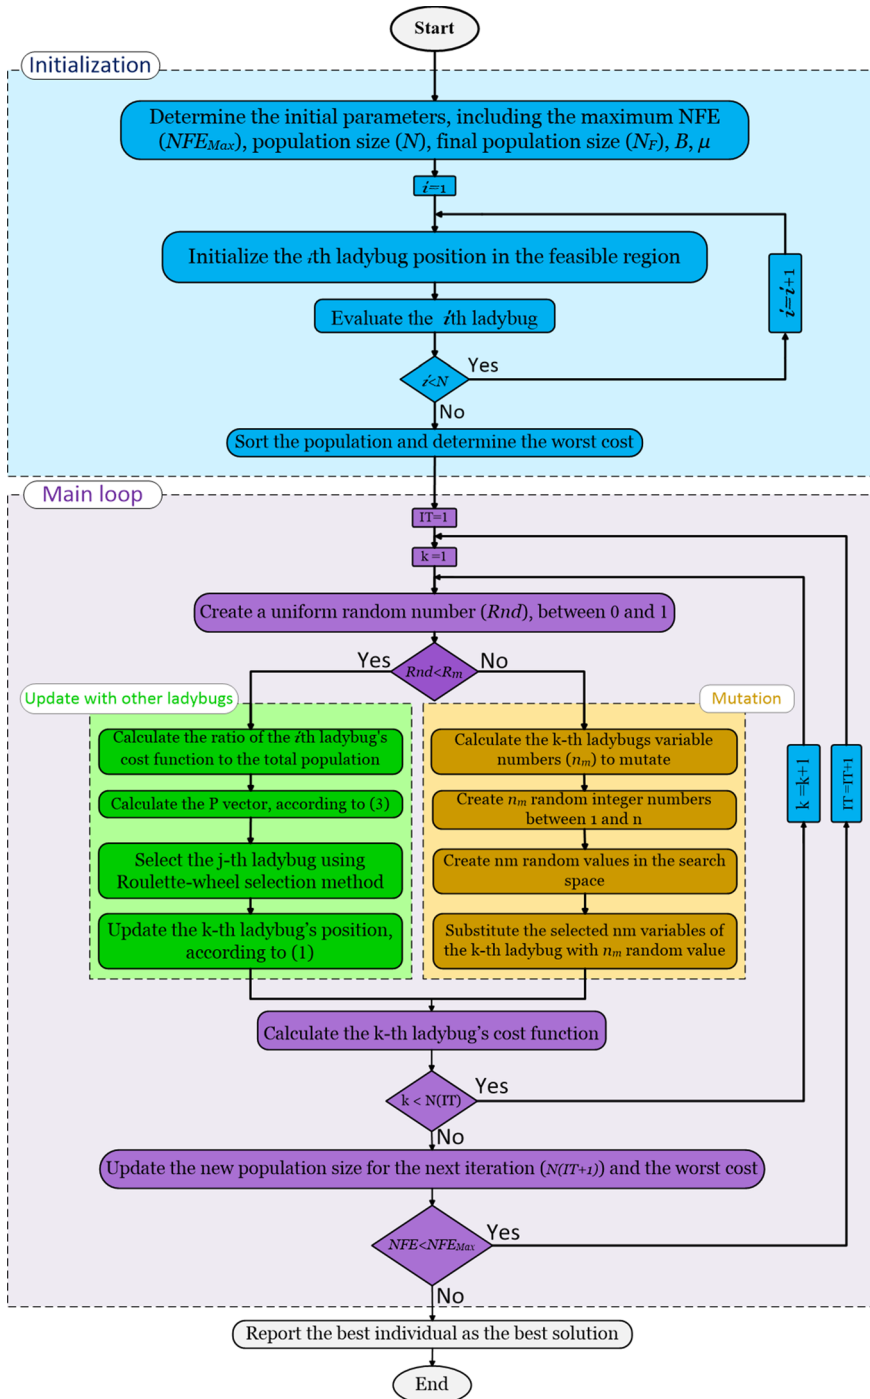 Start
Initialization
Determine the initial parameters, including the maximum NFE
(NFEMax), population size (N), final population size (NF), B, μ
i=1
Initialize the ith ladybug position in the feasible region
i=i+1
Evaluate the ith ladybug
Yes
i<N
No
Sort the population and determine the worst cost
Main loop
IT=1
k =1
Create a uniform random number (Rnd), between 0 and 1
Yes
No
Rnd<Rm
Update with other ladybugs
Mutation
Calculate the ratio of the ith ladybug's
cost function to the total population
Calculate the P vector, according to (3)
Select the j-th ladybug using
Roulette-wheel selection method
Update the k-th ladybug’s position,
according to (1)
Calculate the k-th ladybugs variable
numbers (nm) to mutate
Create nm random integer numbers
between 1 and n
Create nm random values in the search
space
Substitute the selected nm variables of
the k-th ladybug with nm random value
k =k+1
IT =IT+1
Calculate the k-th ladybug’s cost function
Yes
k < N(IT)
No
Update the new population size for the next iteration (N(IT+1)) and the worst cost
Yes
NFE<NFEMax
No
Report the best individual as the best solution
End